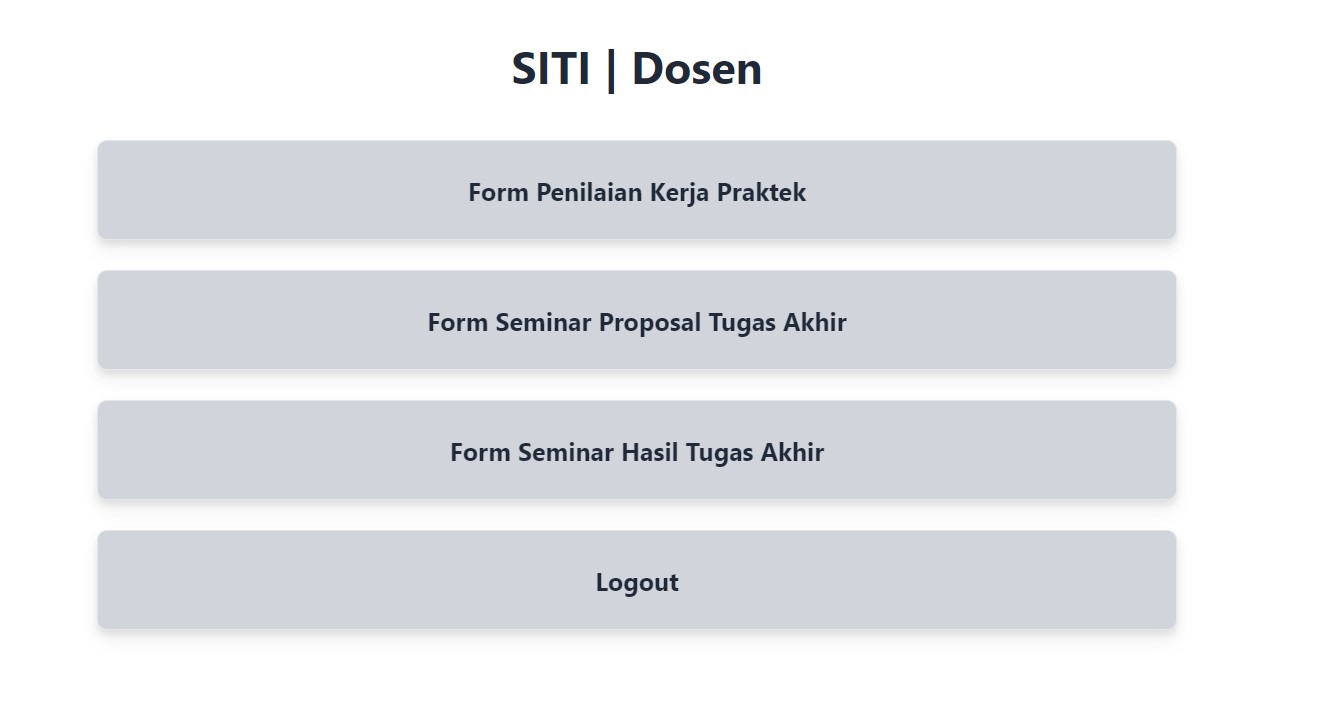 SITI | Dosen
Form Penilaian Kerja Praktek
Form Seminar Proposal Tugas Akhir
Form Seminar Hasil Tugas Akhir
Logout